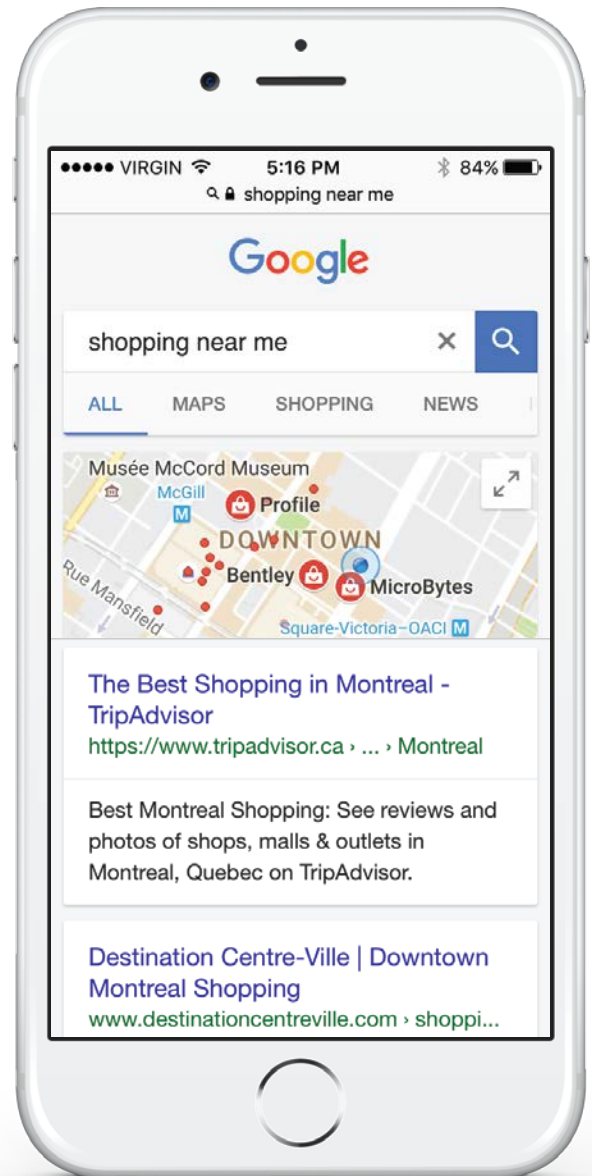 ●●●●● VIRGIN 5:16 PM 84%
shopping near me
Google
shopping near me ×
ALL MAPS SHOPPING NEWS
Musée McCord Museum
McGill
M
Profile
DOWNTOWN
Bentley
MicroBytes
Rue Mansfield
Square-Victoria-OACI M
The Best Shopping in Montreal -
TripAdvisor
https://www.tripadvisor.ca › ... › Montreal
Best Montreal Shopping: See reviews and
photos of shops, malls & outlets in
Montreal, Quebec on TripAdvisor.
Destination Centre-Ville | Downtown
Montreal Shopping
www.destinationcentreville.com › shoppi...